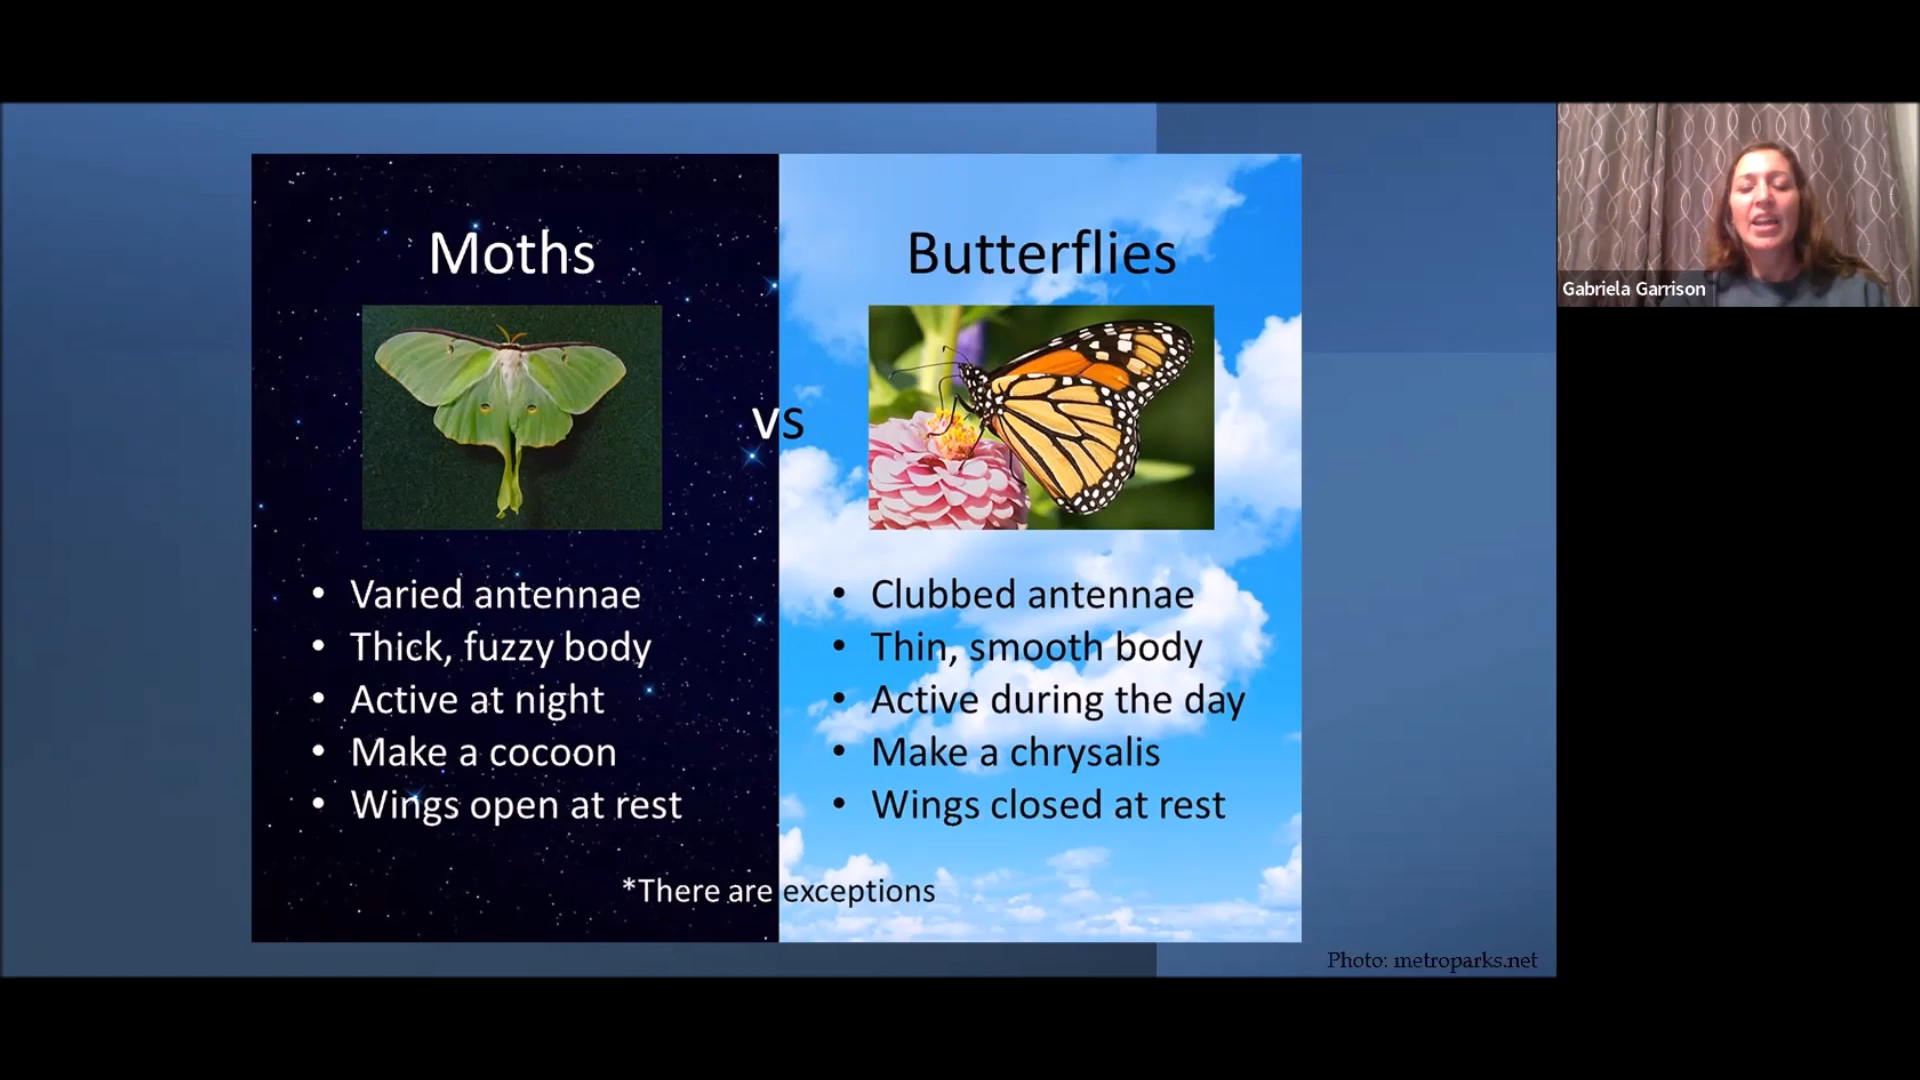 Moths
Butterflies
vs
• Varied antennae
• Thick, fuzzy body
• Active at night
• Make a cocoon
• Wings open at rest
• Clubbed antennae
• Thin, smooth body
• Active during the day
• Make a chrysalis
• Wings closed at rest
*There are exceptions
Photo: metroparks.net
Gabriela Garrison